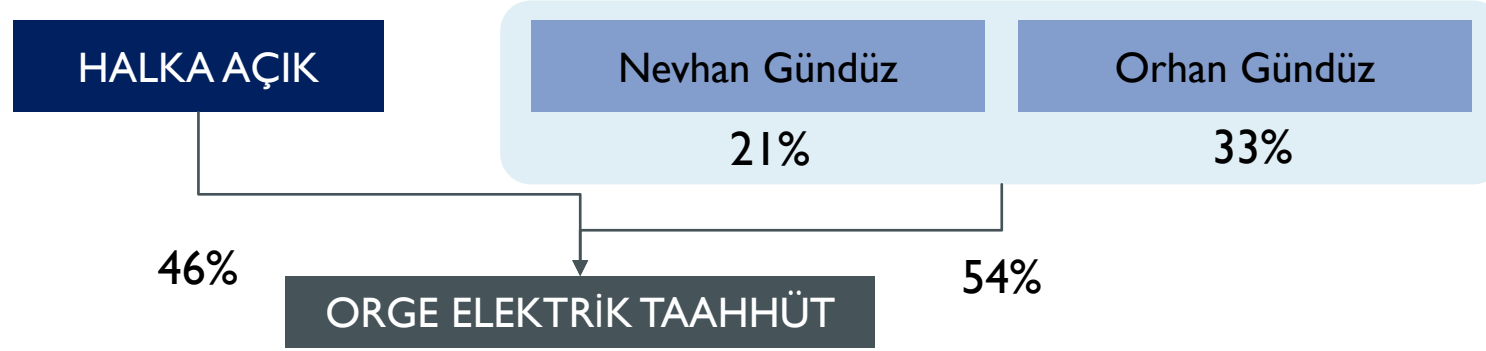 HALKA AÇIK
Nevhan Gündüz
Orhan Gündüz
21%
33%
46%
54%
ORGE ELEKTRİK TAAHHÜT